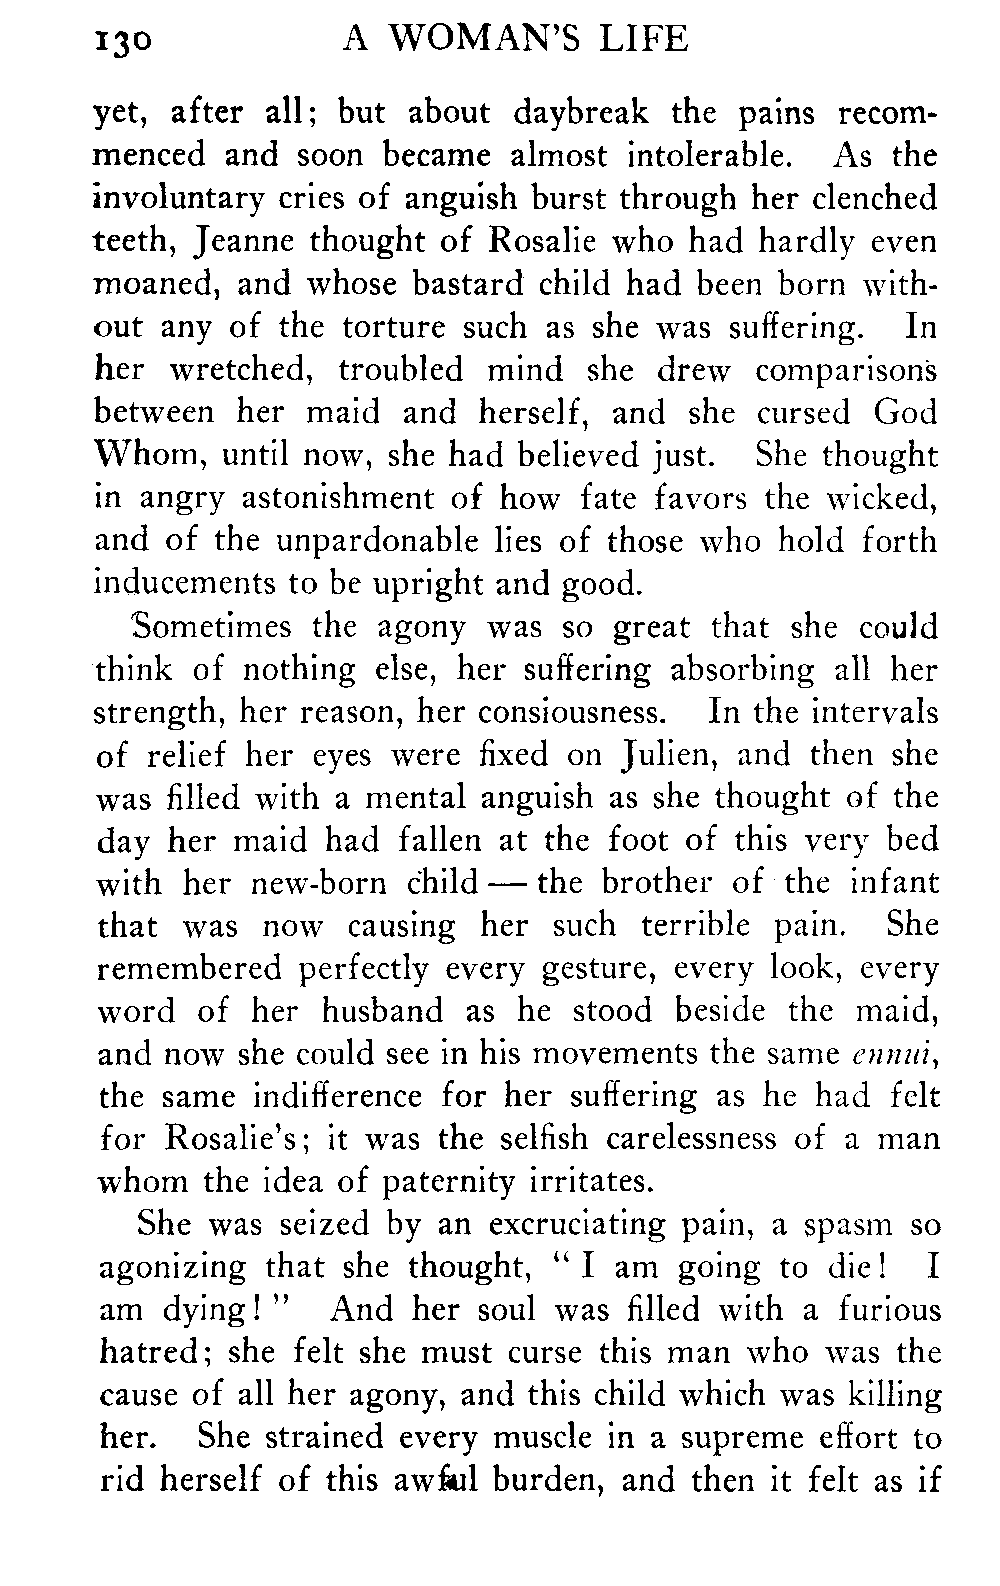 130 A WOMAN'S LIFE
yet, after all; but about daybreak the pains recom-
menced and soon became almost intolerable. As the
involuntary cries of anguish burst through her clenched
teeth, Jeanne thought of Rosalie who had hardly even
moaned, and whose bastard child had been born with-
out any of the torture such as she was suffering. In
her wretched, troubled mind she drew comparisons
between her maid and herself, and she cursed God
Whom, until now, she had believed just. She thought
in angry astonishment of how fate favors the wicked,
and of the unpardonable lies of those who hold forth
inducements to be upright and good.
Sometimes the agony was so great that she could
think of nothing else, her suffering absorbing all her
strength, her reason, her consiousness. In the intervals
of relief her eyes were fixed on Julien, and then she
was filled with a mental anguish as she thought of the
day her maid had fallen at the foot of this very bed
with her new-born child — the brother of the infant
that was now causing her such terrible pain. She
remembered perfectly every gesture, every look, every
word of her husband as he stood beside the maid,
and now she could see in his movements the same ennui,
the same indifference for her suffering as he had felt
for Rosalie's; it was the selfish carelessness of a man
whom the idea of paternity irritates.
She was seized by an excruciating pain, a spasm so
agonizing that she thought, "I am going to die! I
am dying!" And her soul was filled with a furious
hatred; she felt she must curse this man who was the
cause of all her agony, and this child which was killing
her. She strained every muscle in a supreme effort to
rid herself of this awful burden, and then it felt as if